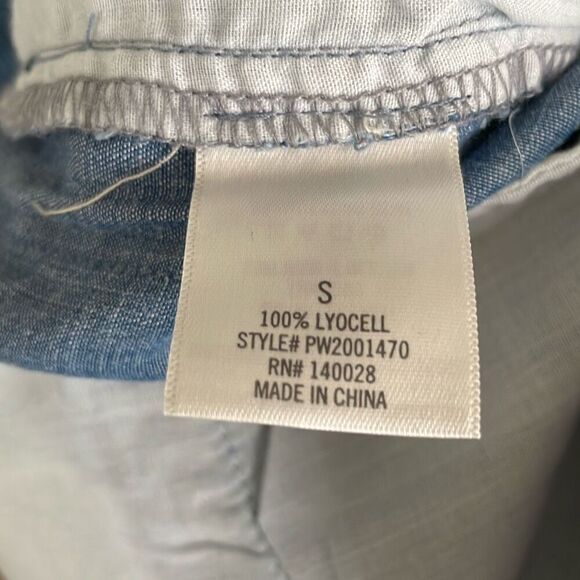 S
100% LYOCELL
STYLE# PW2001470
RN# 140028
MADE IN CHINA